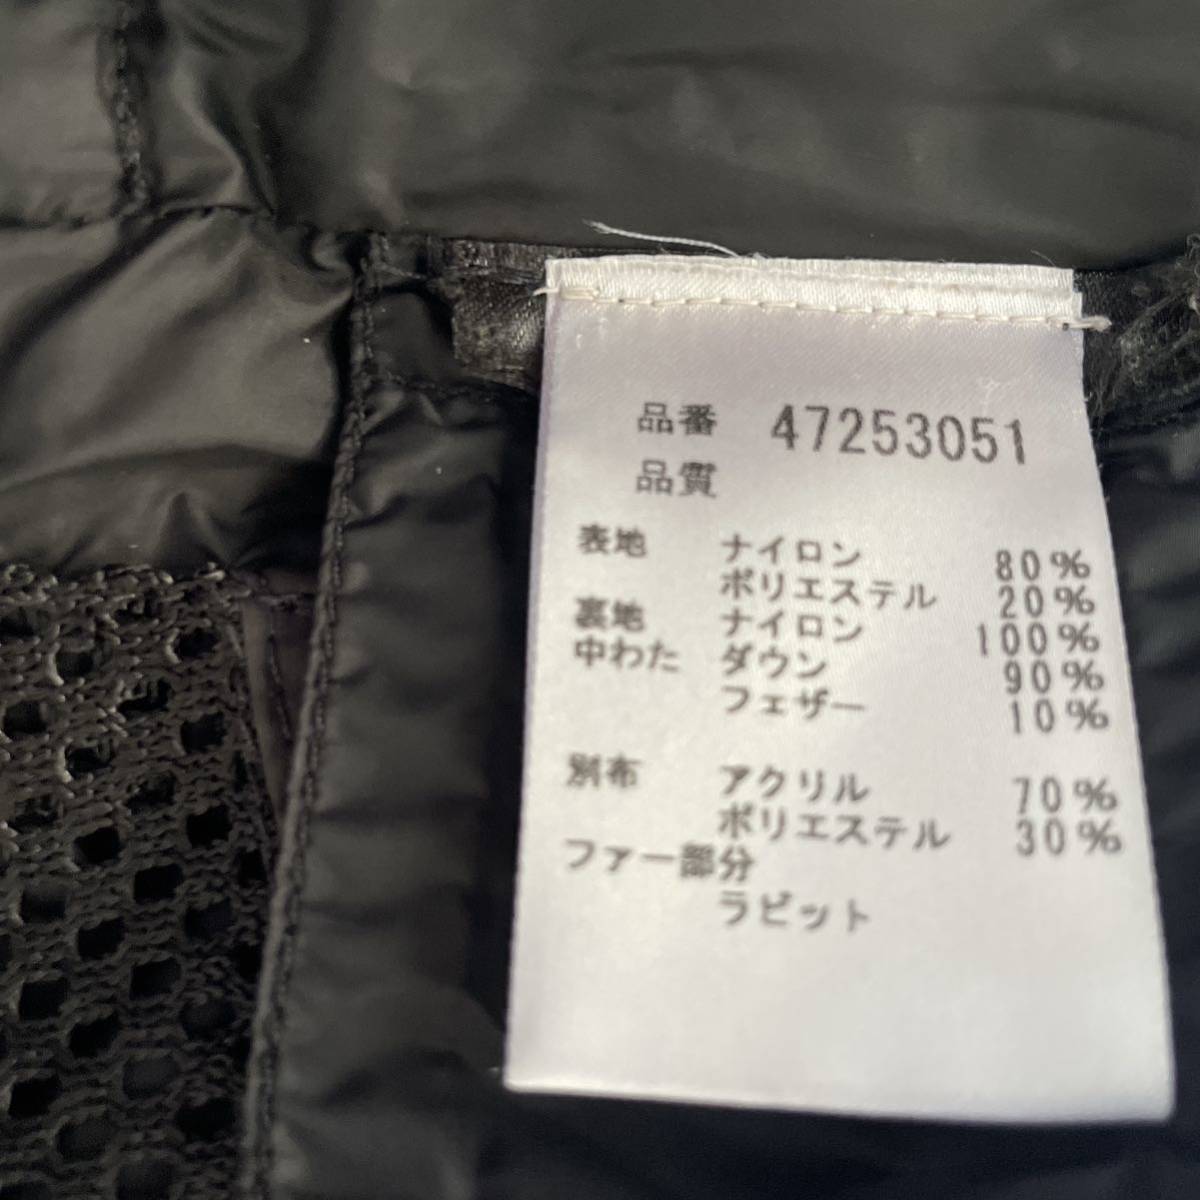 品番 47253051
品質
表地 ナイロン 80%
ポリエステル 20%
裏地 ナイロン 100%
中わた ダウン 90%
フェザー 10%
別布 アクリル 70%
ポリエステル 30%
ファー部分
ラビット